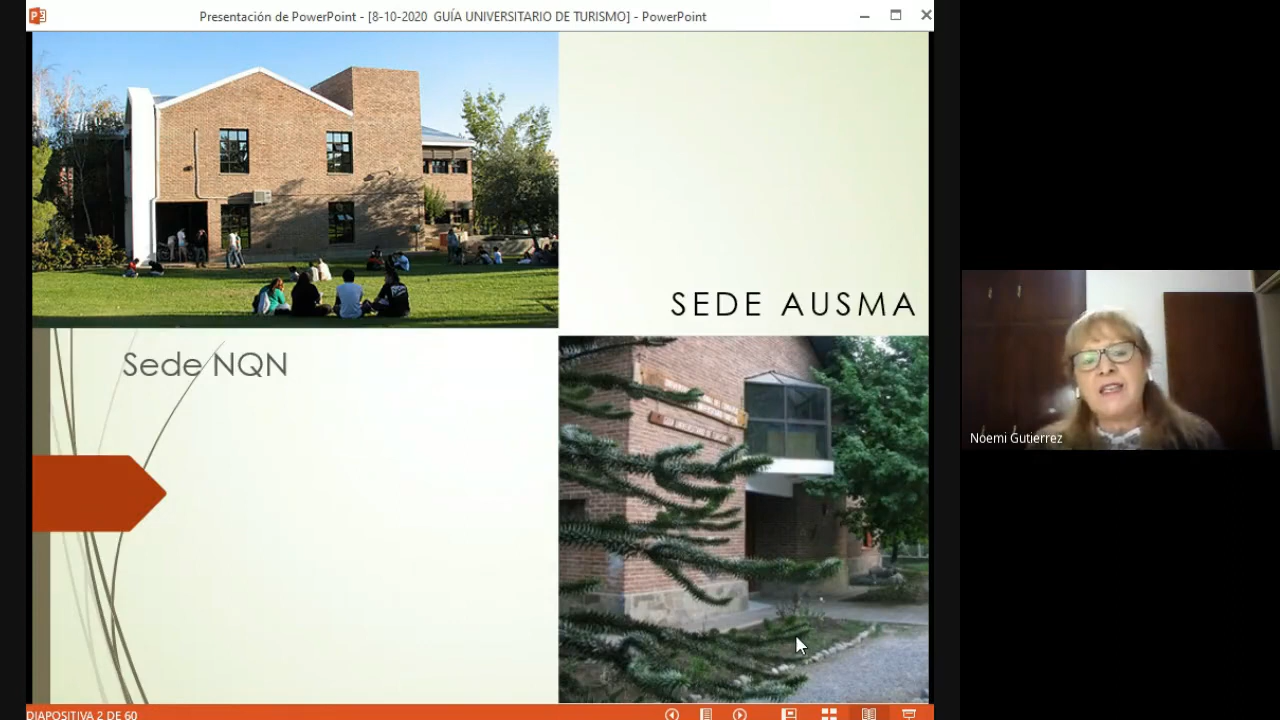 Presentación de PowerPoint - [8-10-2020 GUÍA UNIVERSITARIO DE TURISMO] - PowerPoint
SEDE AUSMA
Sede NQN
Noemi Gutierrez
DIAPOSITIVA 2 DE 60